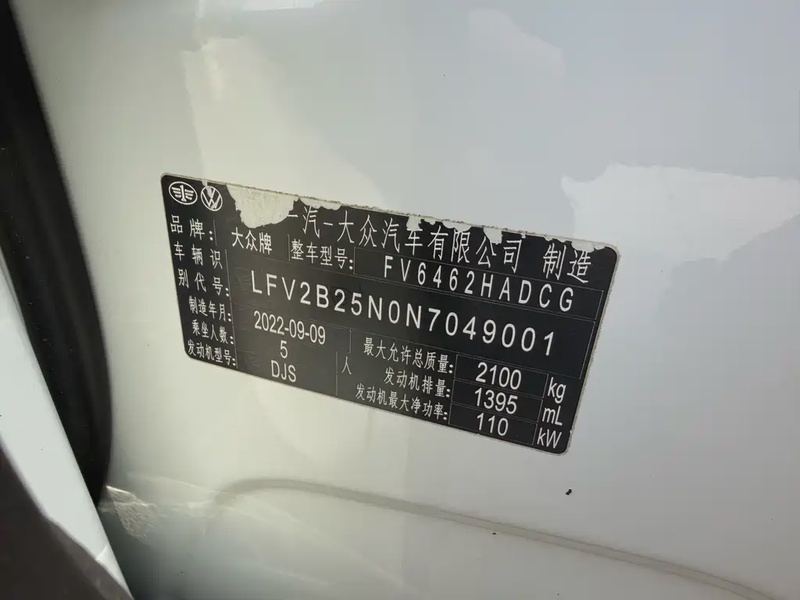 一汽-大众汽车有限公司 制造
品牌: 大众牌 整车型号: FV6462HADCG
车辆识别代号: LFV2B25N0N7049001
制造年月: 2022-09-09 最大允许总质量: 2100 kg
乘坐人数: 5 人 发动机排量: 1395 mL
发动机型号: DJS 发动机最大净功率: 110 kW